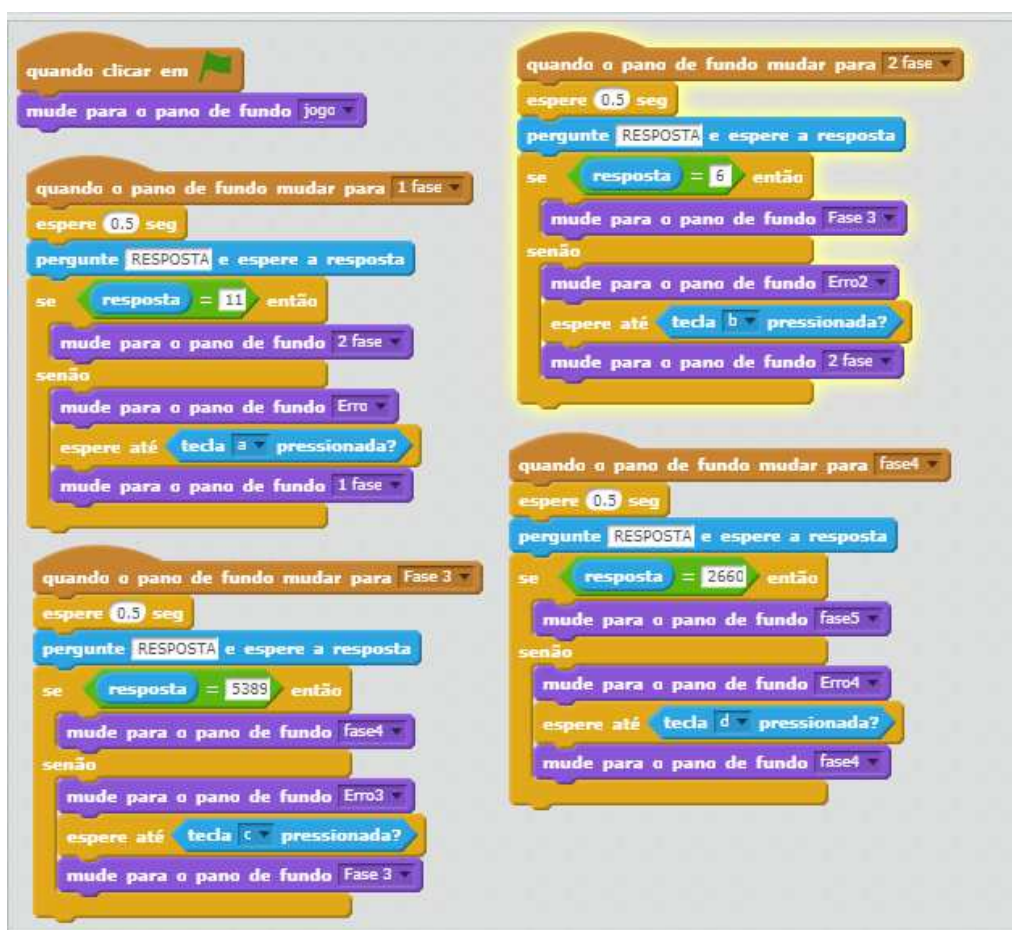 quando clicar em
mude para o pano de fundo jogo
quando o pano de fundo mudar para 1 fase
espere 0.5 seg
pergunte RESPOSTA e espere a resposta
se resposta = 11 então
mude para o pano de fundo 2 fase
senão
mude para o pano de fundo Erro
espere até tecla a pressionada?
mude para o pano de fundo 1 fase
quando o pano de fundo mudar para Fase 3
espere 0.5 seg
pergunte RESPOSTA e espere a resposta
se resposta = 5389 então
mude para o pano de fundo fase4
senão
mude para o pano de fundo Erro3
espere até tecla c pressionada?
mude para o pano de fundo Fase 3
quando o pano de fundo mudar para 2 fase
espere 0.5 seg
pergunte RESPOSTA e espere a resposta
se resposta = 6 então
mude para o pano de fundo Fase 3
senão
mude para o pano de fundo Erro2
espere até tecla b pressionada?
mude para o pano de fundo 2 fase
quando o pano de fundo mudar para fase4
espere 0.5 seg
pergunte RESPOSTA e espere a resposta
se resposta = 2660 então
mude para o pano de fundo fase5
senão
mude para o pano de fundo Erro4
espere até tecla d pressionada?
mude para o pano de fundo fase4